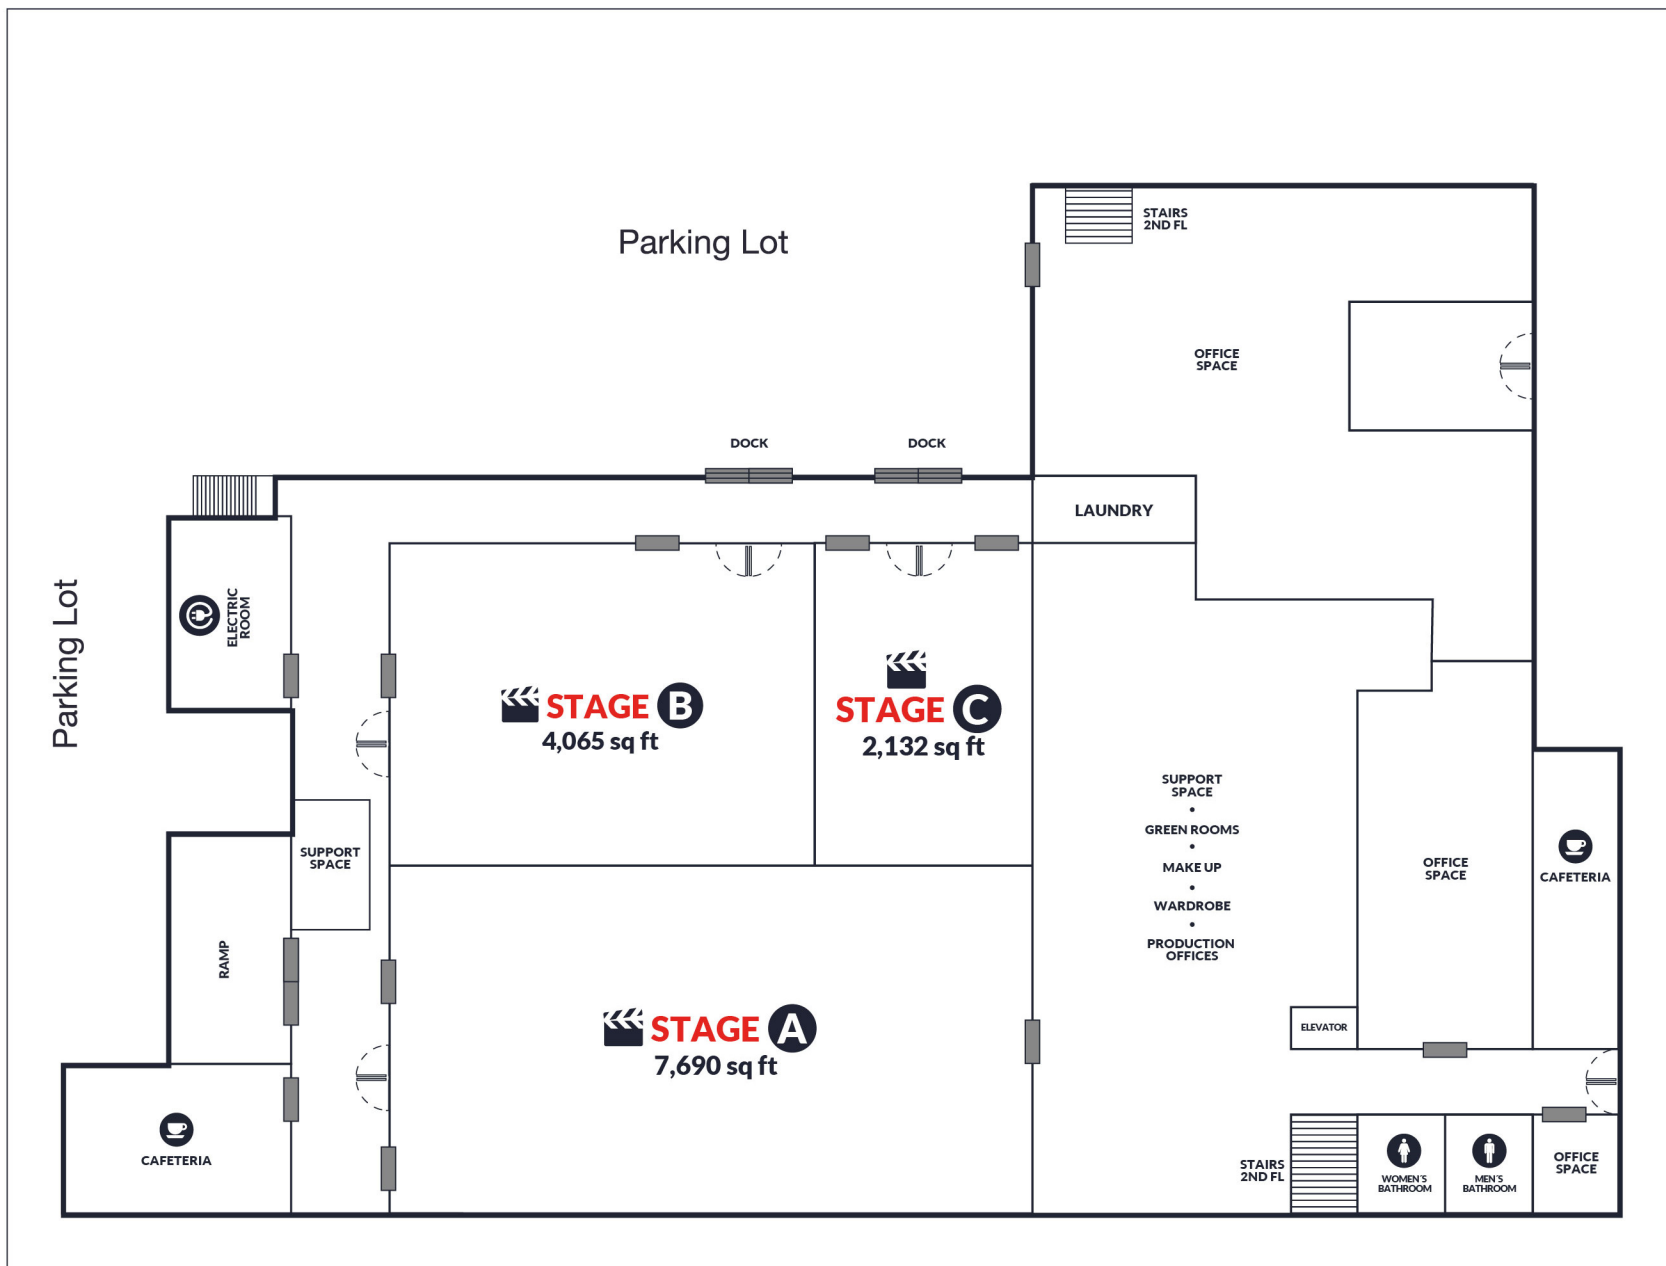 STAIRS
2ND FL
Parking Lot
OFFICE
SPACE
DOCK
DOCK
LAUNDRY
ELECTRIC
ROOM
Parking Lot
STAGE B
4,065 sq ft
STAGE C
2,132 sq ft
SUPPORT
SPACE
GREEN ROOMS
MAKE UP
WARDROBE
PRODUCTION
OFFICES
SUPPORT
SPACE
OFFICE
SPACE
CAFETERIA
RAMP
STAGE A
7,690 sq ft
ELEVATOR
CAFETERIA
STAIRS
2ND FL
WOMEN´S
BATHROOM
MEN´S
BATHROOM
OFFICE
SPACE